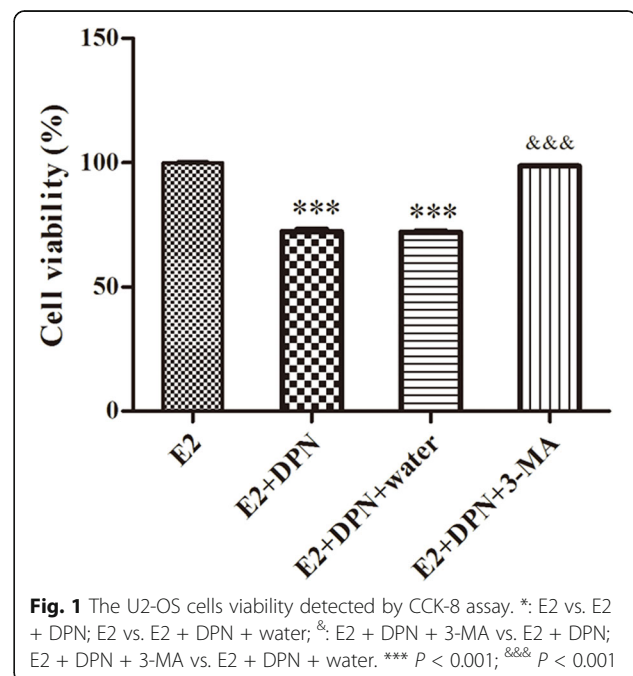 150
100
50
0
Cell viability (%)
***
***
&&&
E2
E2+DPN
E2+DPN+water
E2+DPN+3-MA
Fig. 1 The U2-OS cells viability detected by CCK-8 assay. *: E2 vs. E2
+ DPN; E2 vs. E2 + DPN + water; &: E2 + DPN + 3-MA vs. E2 + DPN;
E2 + DPN + 3-MA vs. E2 + DPN + water. *** P < 0.001; &&& P < 0.001